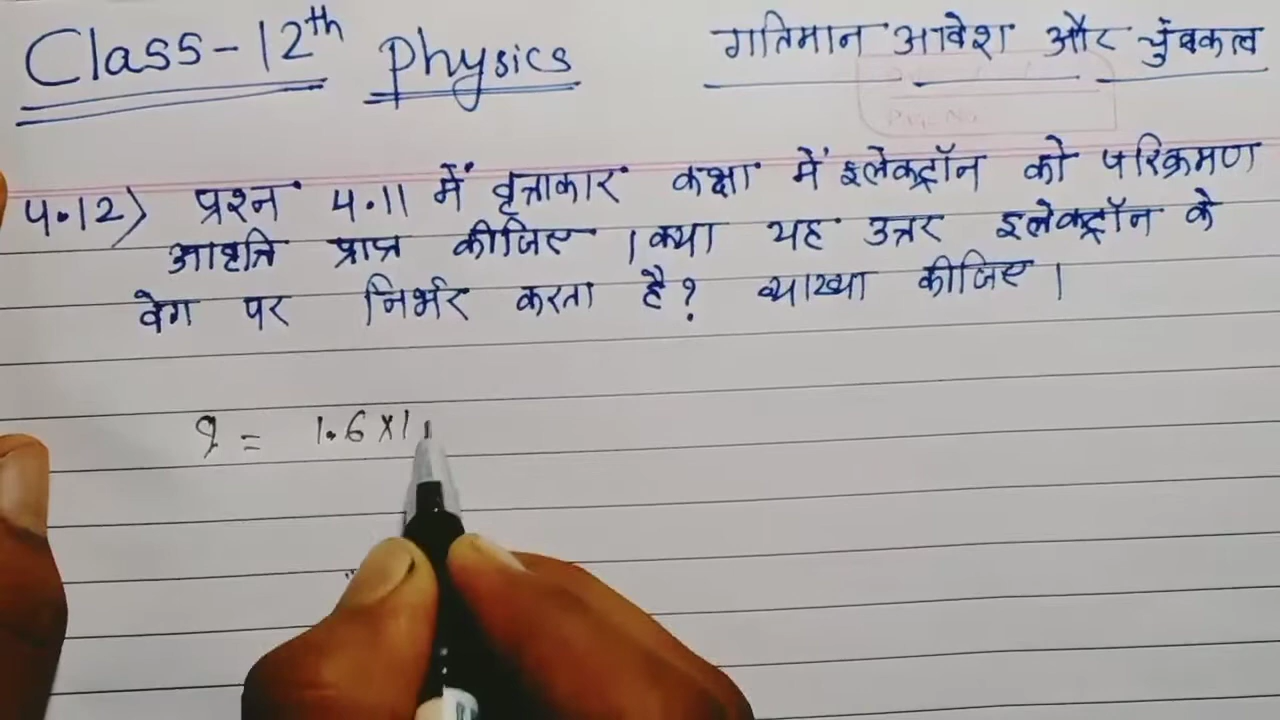 Class-12th Physics गतिमान आवेश और चुंबकत्व
4.12) प्रश्न 4.11 में वृत्ताकार कक्षा में इलेक्ट्रॉन की परिक्रमण
आवृत्ति प्राप्त कीजिए । क्या यह उत्तर इलेक्ट्रॉन के
वेग पर निर्भर करता है? व्याख्या कीजिए ।
q = 1.6×1